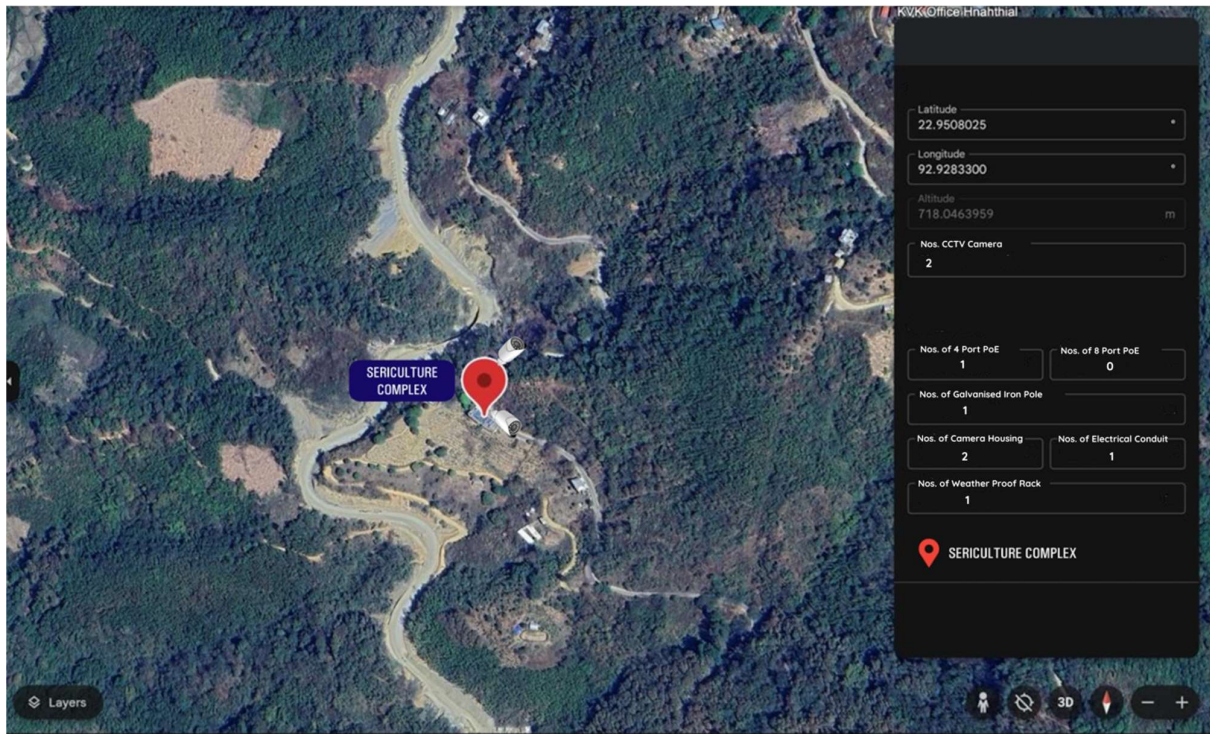 KVK Office Hnahthial
Latitude
22.9508025 °
Longitude
92.9283300 °
Altitude
718.0463959 m
Nos. CCTV Camera
2
Nos. of 4 Port PoE
1
Nos. of 8 Port PoE
0
Nos. of Galvanised Iron Pole
1
Nos. of Camera Housing
2
Nos. of Electrical Conduit
1
Nos. of Weather Proof Rack
1
SERICULTURE COMPLEX
SERICULTURE
COMPLEX
Layers
3D